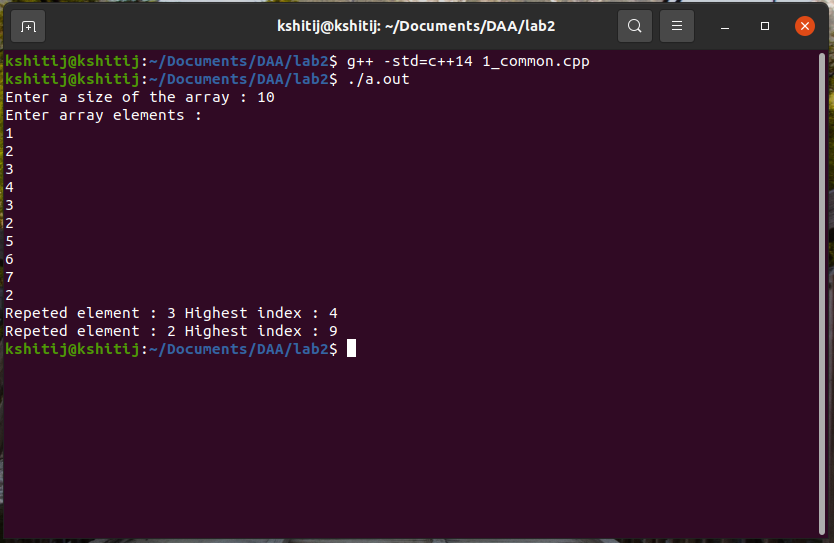 kshitij@kshitij: ~/Documents/DAA/lab2
kshitij@kshitij:~/Documents/DAA/lab2$ g++ -std=c++14 1_common.cpp
kshitij@kshitij:~/Documents/DAA/lab2$ ./a.out
Enter a size of the array : 10
Enter array elements :
1
2
3
4
3
2
5
6
7
2
Repeted element : 3 Highest index : 4
Repeted element : 2 Highest index : 9
kshitij@kshitij:~/Documents/DAA/lab2$